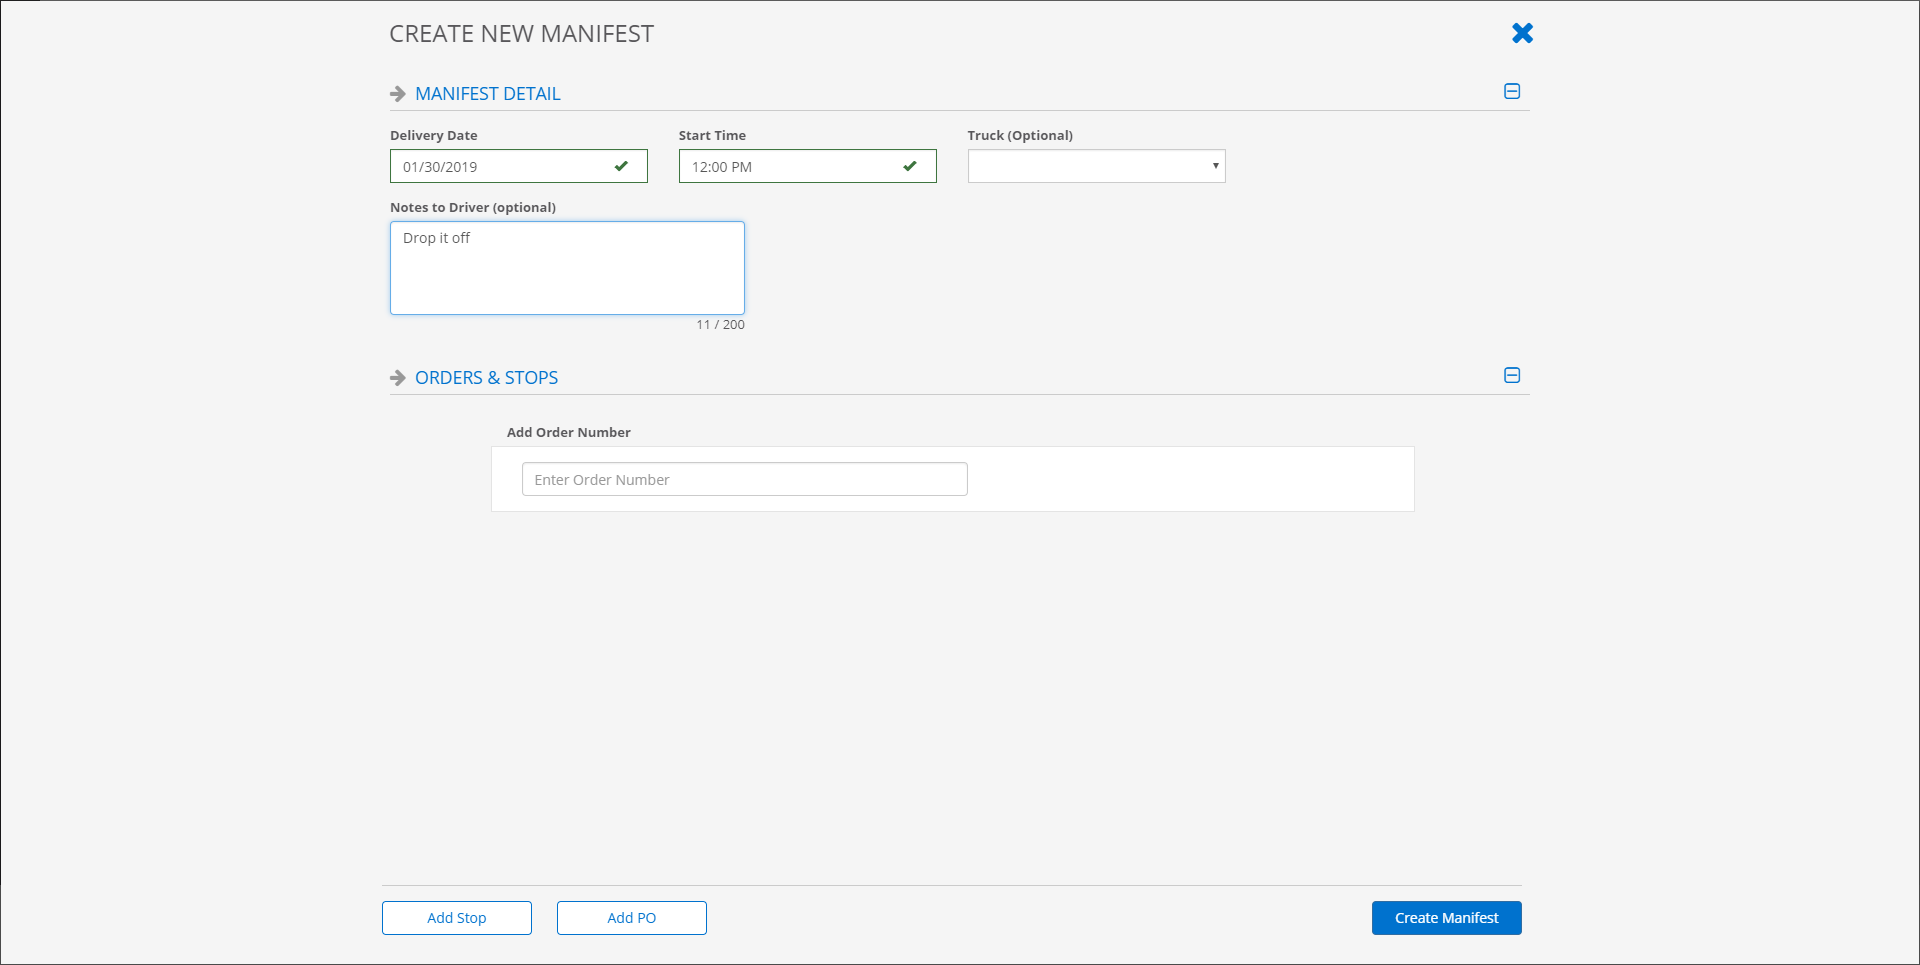 CREATE NEW MANIFEST
MANIFEST DETAIL
Delivery Date
Start Time
Truck (Optional)
01/30/2019
12:00 PM
Notes to Driver (optional)
Drop it off
11 / 200
ORDERS & STOPS
Add Order Number
Enter Order Number
Add Stop
Add PO
Create Manifest